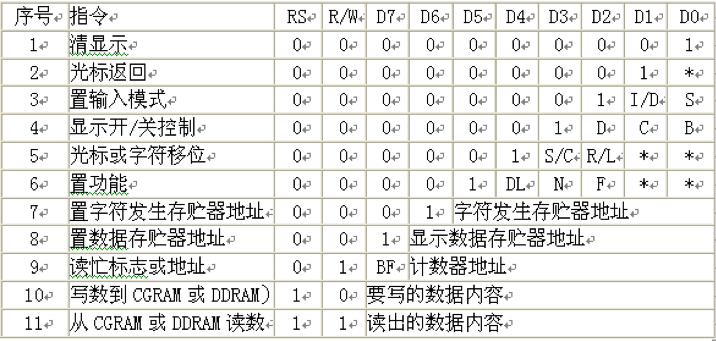 序号 指令 RS R/W D7 D6 D5 D4 D3 D2 D1 D0
1 清显示 0 0 0 0 0 0 0 0 0 1
2 光标返回 0 0 0 0 0 0 0 0 1 *
3 置输入模式 0 0 0 0 0 0 0 1 I/D S
4 显示开/关控制 0 0 0 0 0 0 1 D C B
5 光标或字符移位 0 0 0 0 0 1 S/C R/L * *
6 置功能 0 0 0 0 1 DL N F * *
7 置字符发生存贮器地址 0 0 0 1 字符发生存贮器地址
8 置数据存贮器地址 0 0 1 显示数据存贮器地址
9 读忙标志或地址 0 1 BF 计数器地址
10 写数到 CGRAM 或 DDRAM） 1 0 要写的数据内容
11 从 CGRAM 或 DDRAM 读数 1 1 读出的数据内容